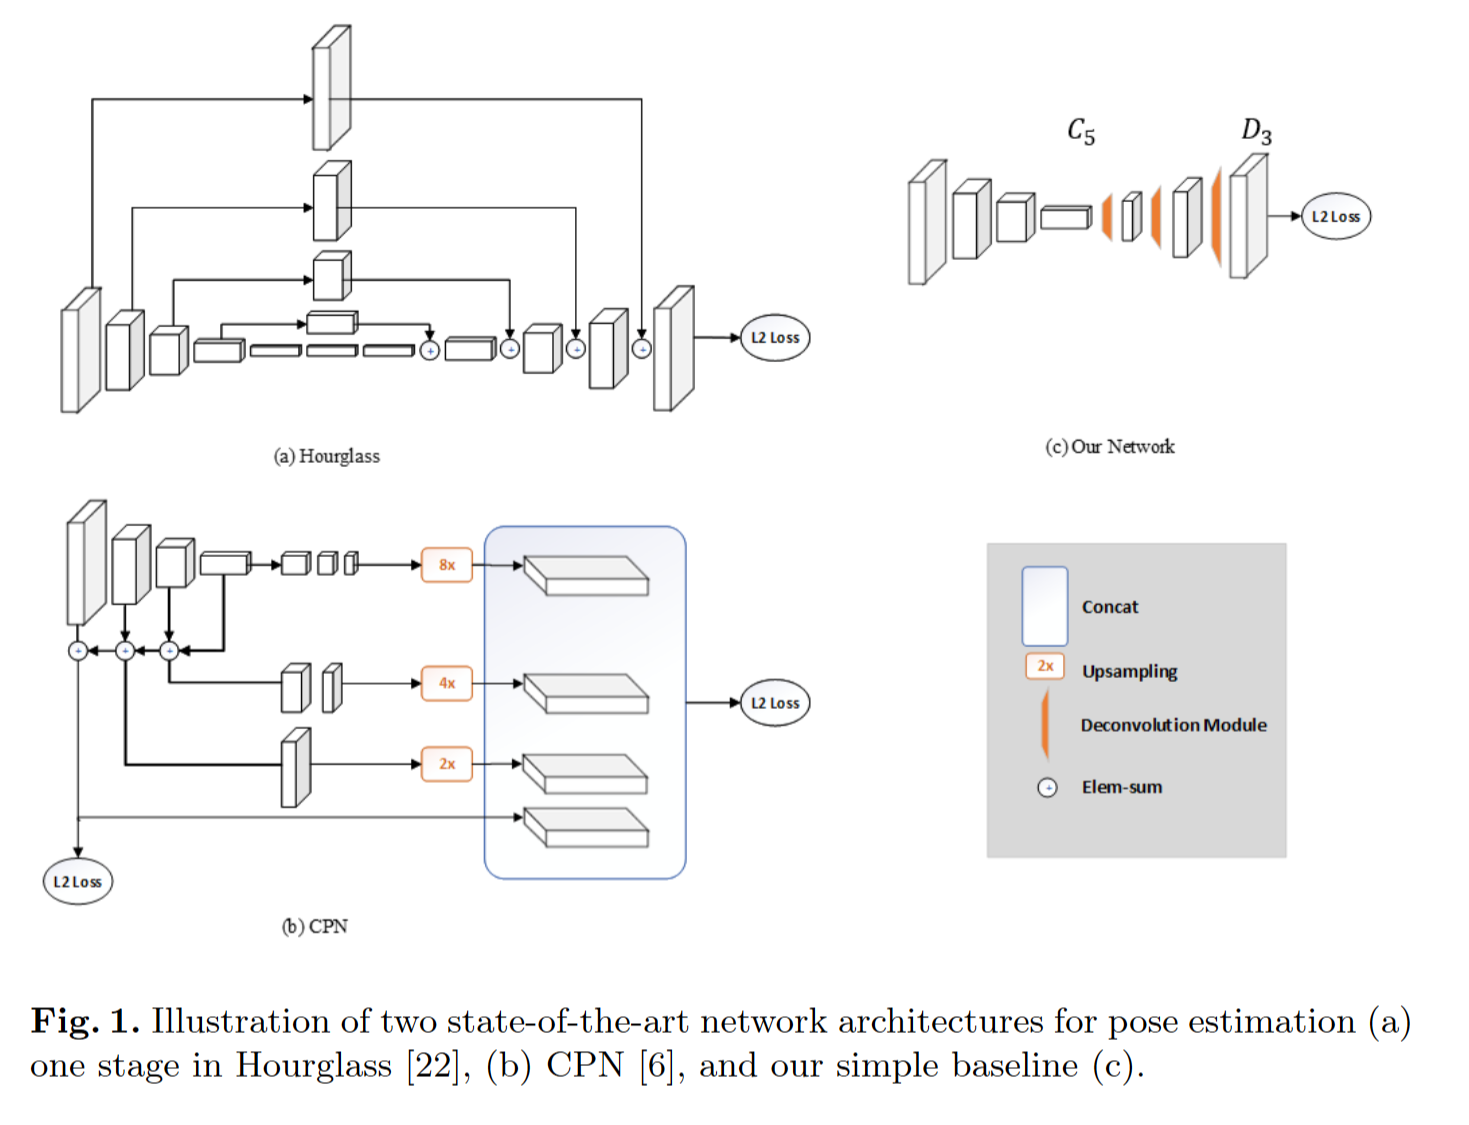 L2 Loss
(a) Hourglass
C5
D3
L2 Loss
(c) Our Network
8x
4x
2x
L2 Loss
L2 Loss
(b) CPN
Concat
2x
Upsampling
Deconvolution Module
Elem-sum
Fig. 1. Illustration of two state-of-the-art network architectures for pose estimation (a)
one stage in Hourglass [22], (b) CPN [6], and our simple baseline (c).